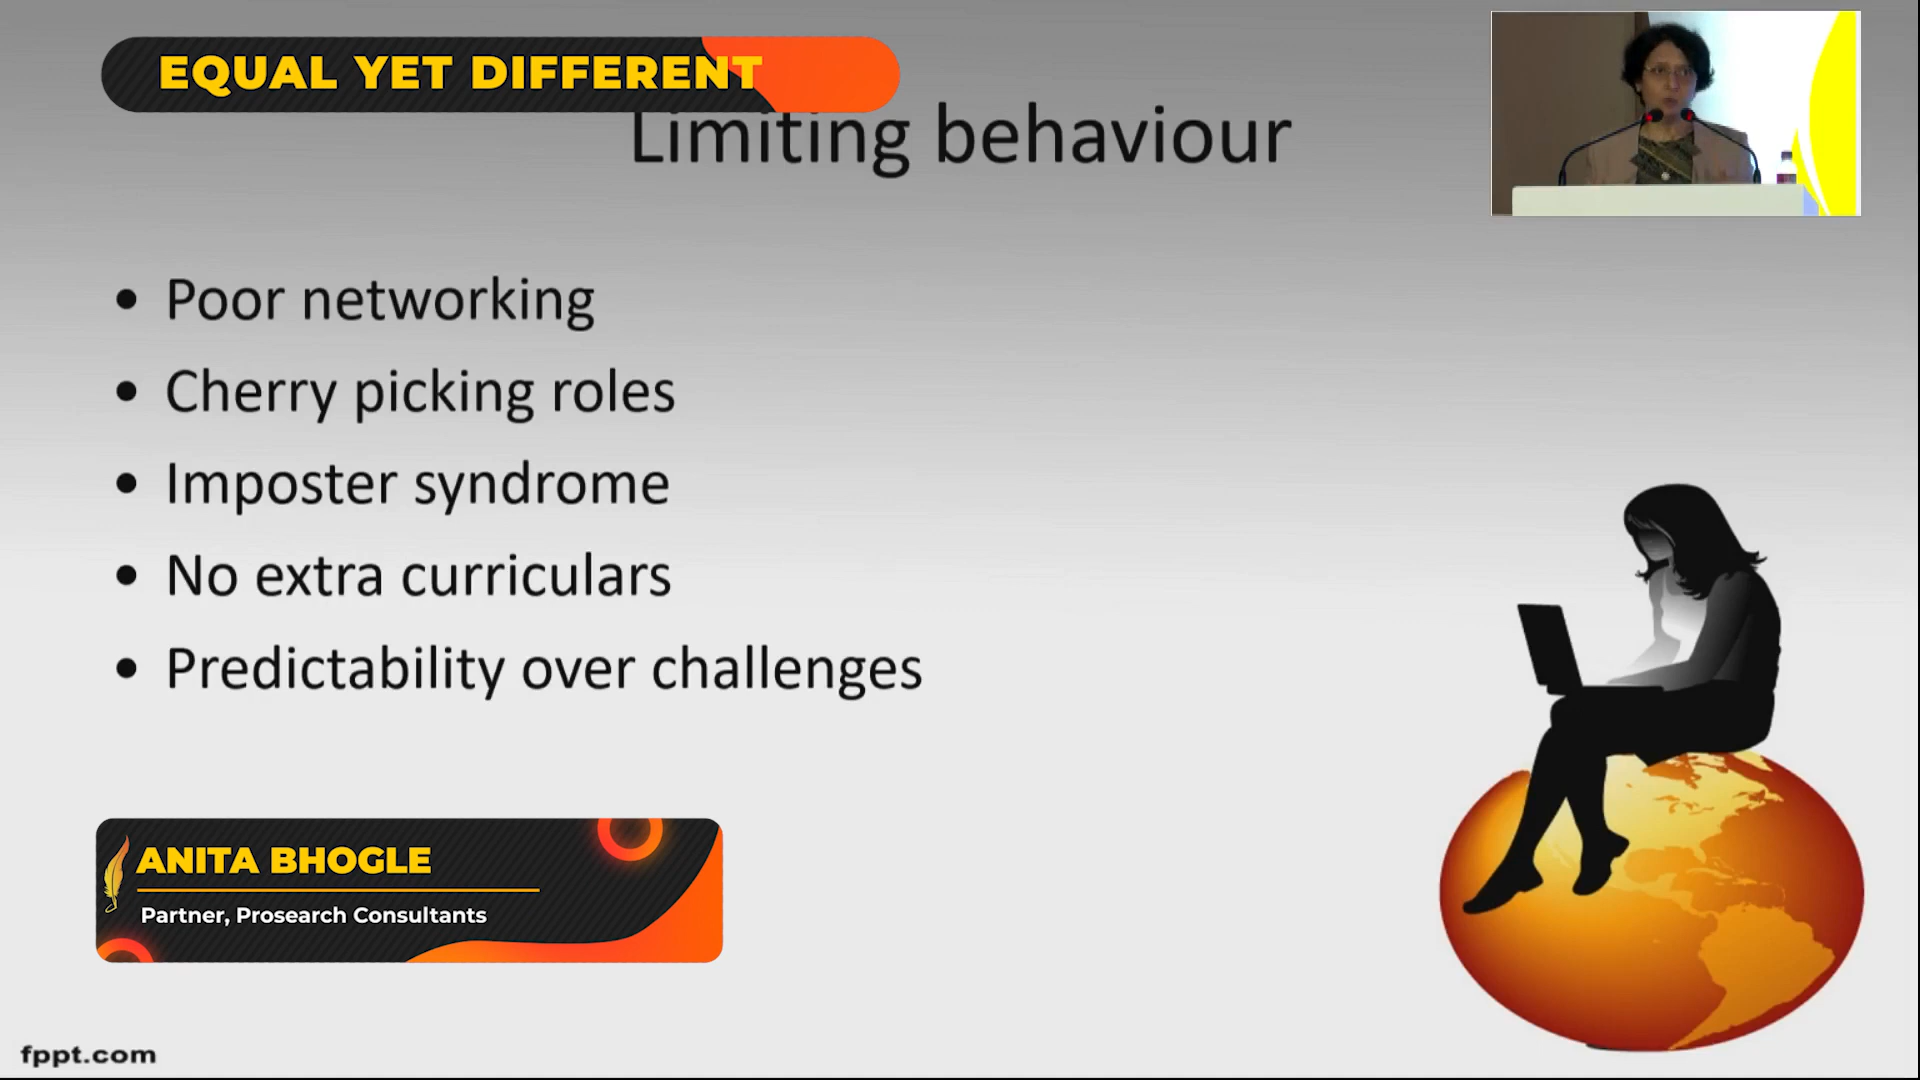 EQUAL YET DIFFERENT
Limiting behaviour
• Poor networking
• Cherry picking roles
• Imposter syndrome
• No extra curriculars
• Predictability over challenges
ANITA BHOGLE
Partner, Prosearch Consultants
fppt.com